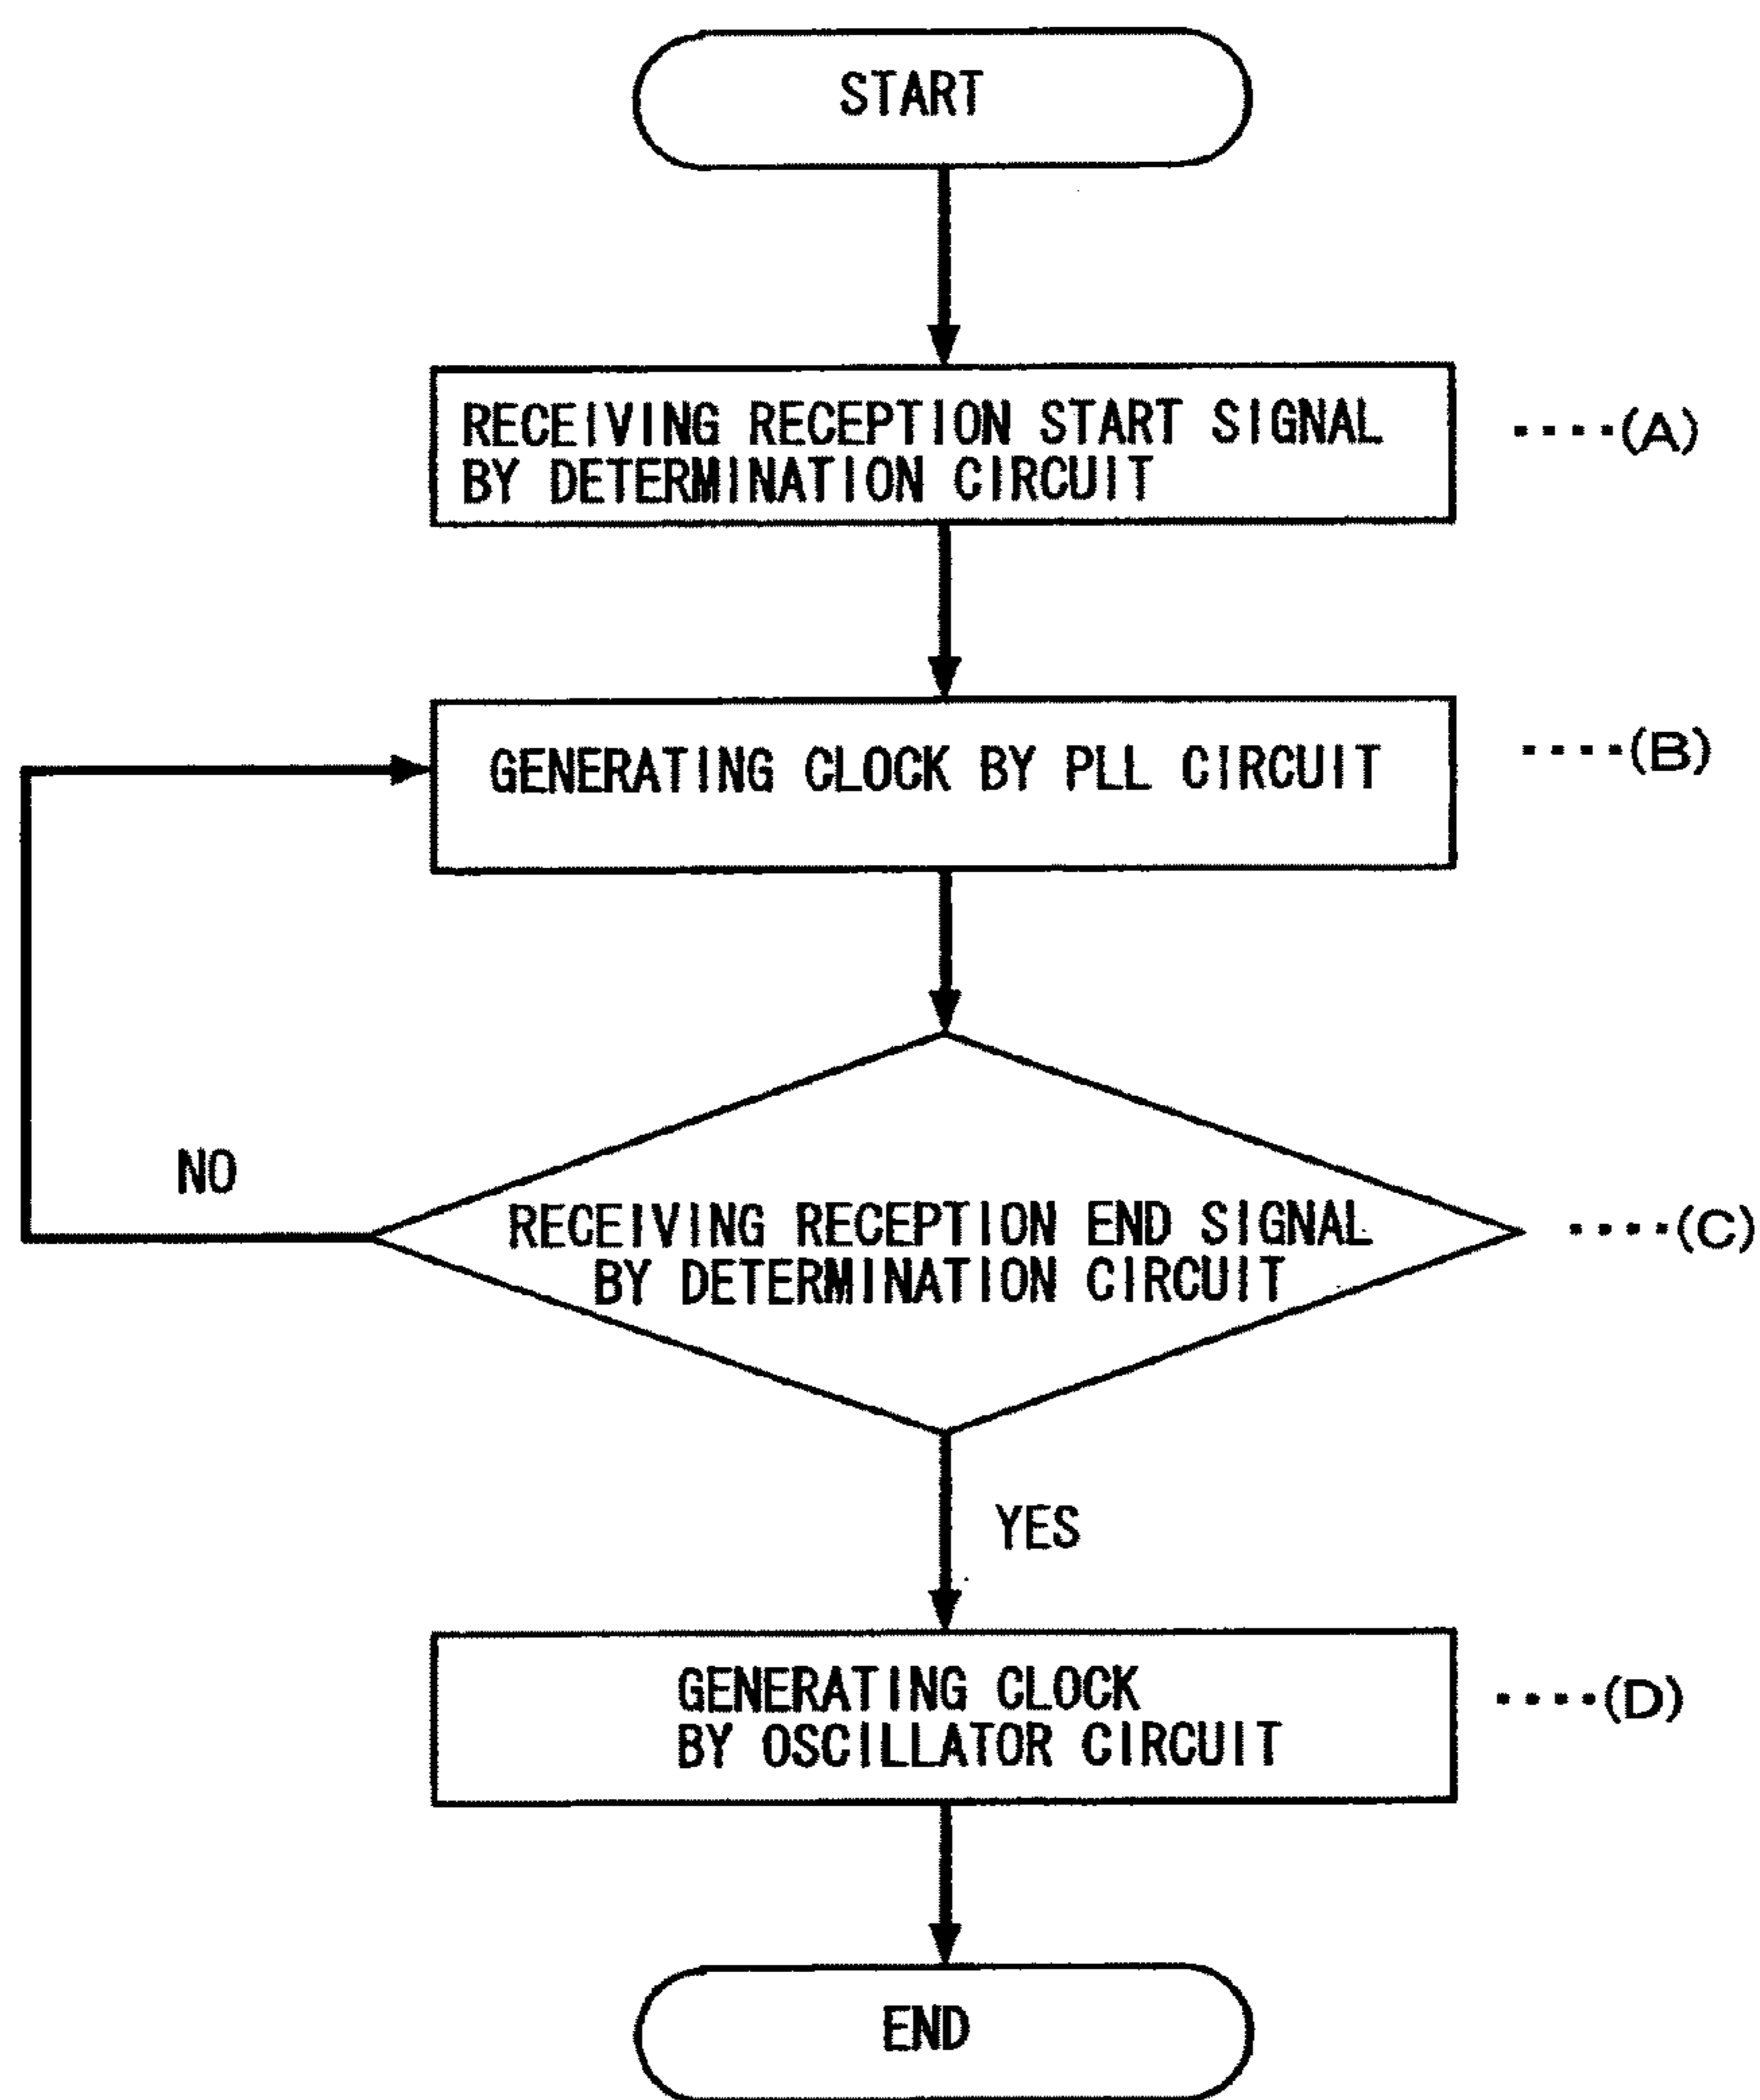 START
RECEIVING RECEPTION START SIGNAL
BY DETERMINATION CIRCUIT
....(A)
GENERATING CLOCK BY PLL CIRCUIT
....(B)
NO
RECEIVING RECEPTION END SIGNAL
BY DETERMINATION CIRCUIT
....(C)
YES
GENERATING CLOCK
BY OSCILLATOR CIRCUIT
....(D)
END